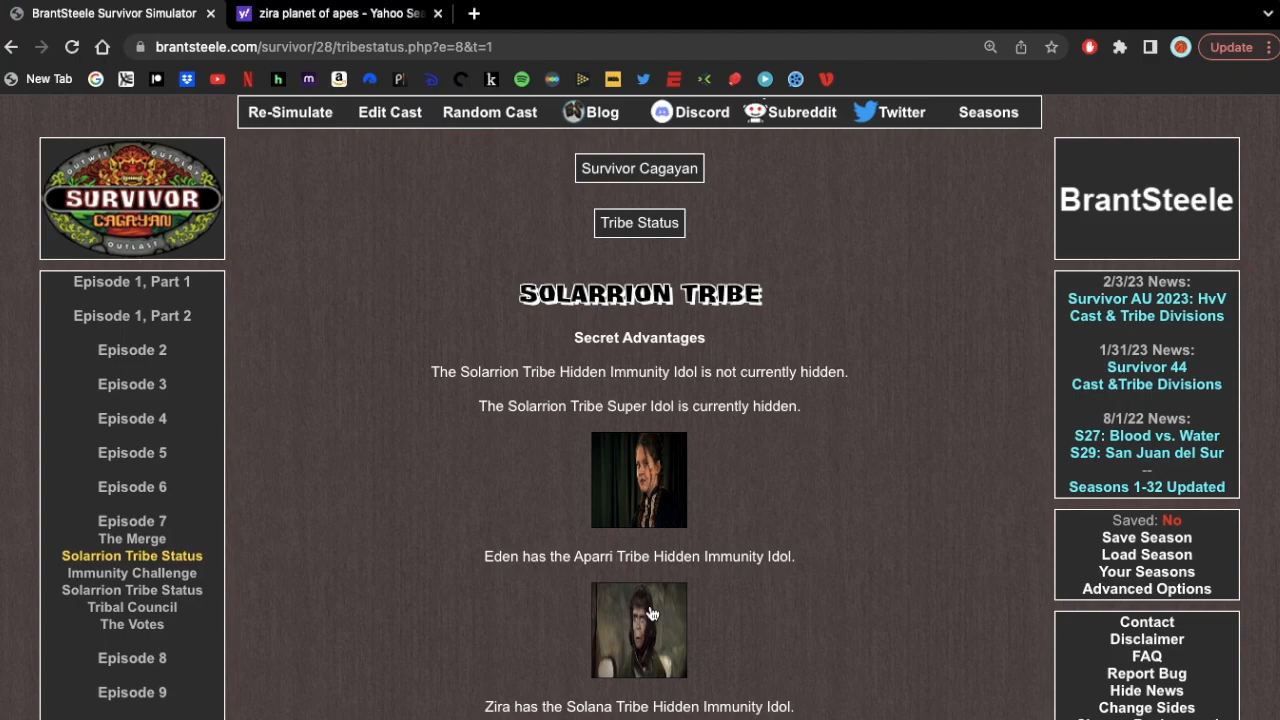 BrantSteele Survivor Simulator
zira planet of apes - Yahoo Sea
brantsteele.com/survivor/28/tribestatus.php?e=8&t=1
Update
New Tab
Re-Simulate Edit Cast Random Cast Blog Discord Subreddit Twitter Seasons
OUTWIT OUTPLAY
SURVIVOR
CAGAYAN
OUTLAST
Episode 1, Part 1
Episode 1, Part 2
Episode 2
Episode 3
Episode 4
Episode 5
Episode 6
Episode 7
The Merge
Solarrion Tribe Status
Immunity Challenge
Solarrion Tribe Status
Tribal Council
The Votes
Episode 8
Episode 9
Survivor Cagayan
Tribe Status
SOLARRION TRIBE
Secret Advantages
The Solarrion Tribe Hidden Immunity Idol is not currently hidden.
The Solarrion Tribe Super Idol is currently hidden.
Eden has the Aparri Tribe Hidden Immunity Idol.
Zira has the Solana Tribe Hidden Immunity Idol.
BrantSteele
2/3/23 News:
Survivor AU 2023: HvV
Cast & Tribe Divisions
1/31/23 News:
Survivor 44
Cast &Tribe Divisions
8/1/22 News:
S27: Blood vs. Water
S29: San Juan del Sur
--
Seasons 1-32 Updated
Saved: No
Save Season
Load Season
Your Seasons
Advanced Options
Contact
Disclaimer
FAQ
Report Bug
Hide News
Change Sides